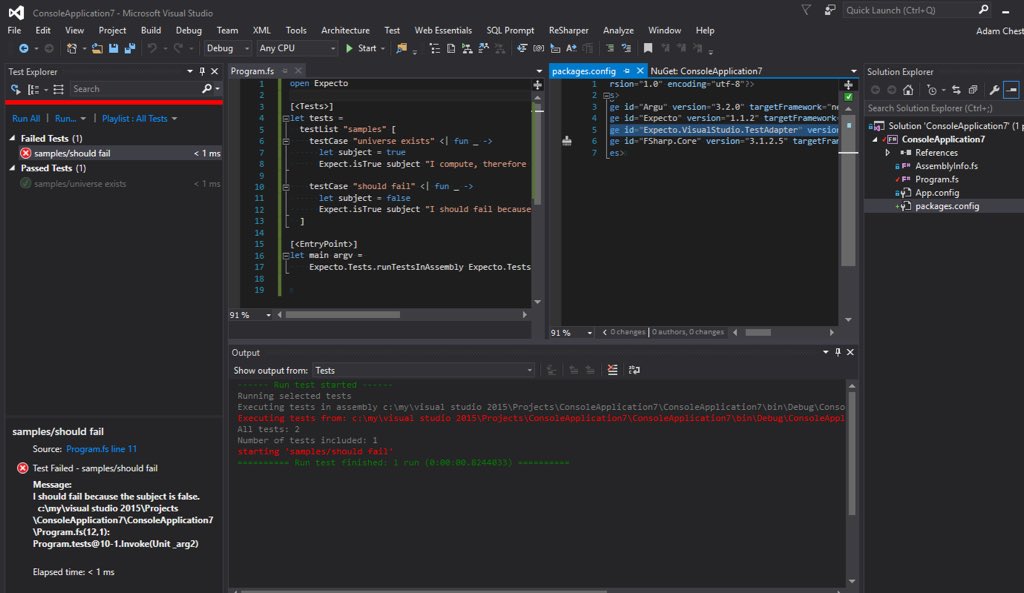 ConsoleApplication7 - Microsoft Visual Studio
Quick Launch (Ctrl+Q)
File Edit View Project Build Debug Team XML Tools Architecture Test Web Essentials SQL Prompt ReSharper Analyze Window Help
Adam Chest
Debug Any CPU Start
Test Explorer
Search
Run All | Run... | Playlist : All Tests
Failed Tests (1)
samples/should fail < 1 ms
Passed Tests (1)
samples/universe exists < 1 ms
samples/should fail
Source: Program.fs line 11
Test Failed - samples/should fail
Message:
I should fail because the subject is false.
c:\my\visual studio 2015\Projects
\ConsoleApplication7\ConsoleApplication7
\Program.fs(12,1):
Program.tests@10-1.Invoke(Unit _arg2)
Elapsed time: < 1 ms
Program.fs
1 open Expecto
2
3 [<Tests>]
4 let tests =
5 testList "samples" [
6 testCase "universe exists" <| fun _ ->
7 let subject = true
8 Expect.isTrue subject "I compute, therefore
9
10 testCase "should fail" <| fun _ ->
11 let subject = false
12 Expect.isTrue subject "I should fail because
13 ]
14
15 [<EntryPoint>]
16 let main argv =
17 Expecto.Tests.runTestsInAssembly Expecto.Tests
18
19
91 %
packages.config NuGet: ConsoleApplication7
1 rsion="1.0" encoding="utf-8"?>
2 s>
3 ge id="Argu" version="3.2.0" targetFramework="ne
4 ge id="Expecto" version="1.1.2" targetFramework=
5 ge id="Expecto.VisualStudio.TestAdapter" version
6 ge id="FSharp.Core" version="3.1.2.5" targetFram
7 es>
91 % 0 changes | 0 authors, 0 changes
Output
Show output from: Tests
------ Run test started ------
Running selected tests
Executing tests in assembly c:\my\visual studio 2015\Projects\ConsoleApplication7\ConsoleApplication7\bin\Debug\Conso
Executing tests from: c:\my\visual studio 2015\Projects\ConsoleApplication7\ConsoleApplication7\bin\Debug\ConsoleAppl
All tests: 2
Number of tests included: 1
starting 'samples/should fail'
========== Run test finished: 1 run (0:00:00.8244033) ==========
Solution Explorer
Search Solution Explorer (Ctrl+;)
Solution 'ConsoleApplication7' (1 p
ConsoleApplication7
References
AssemblyInfo.fs
Program.fs
App.config
packages.config